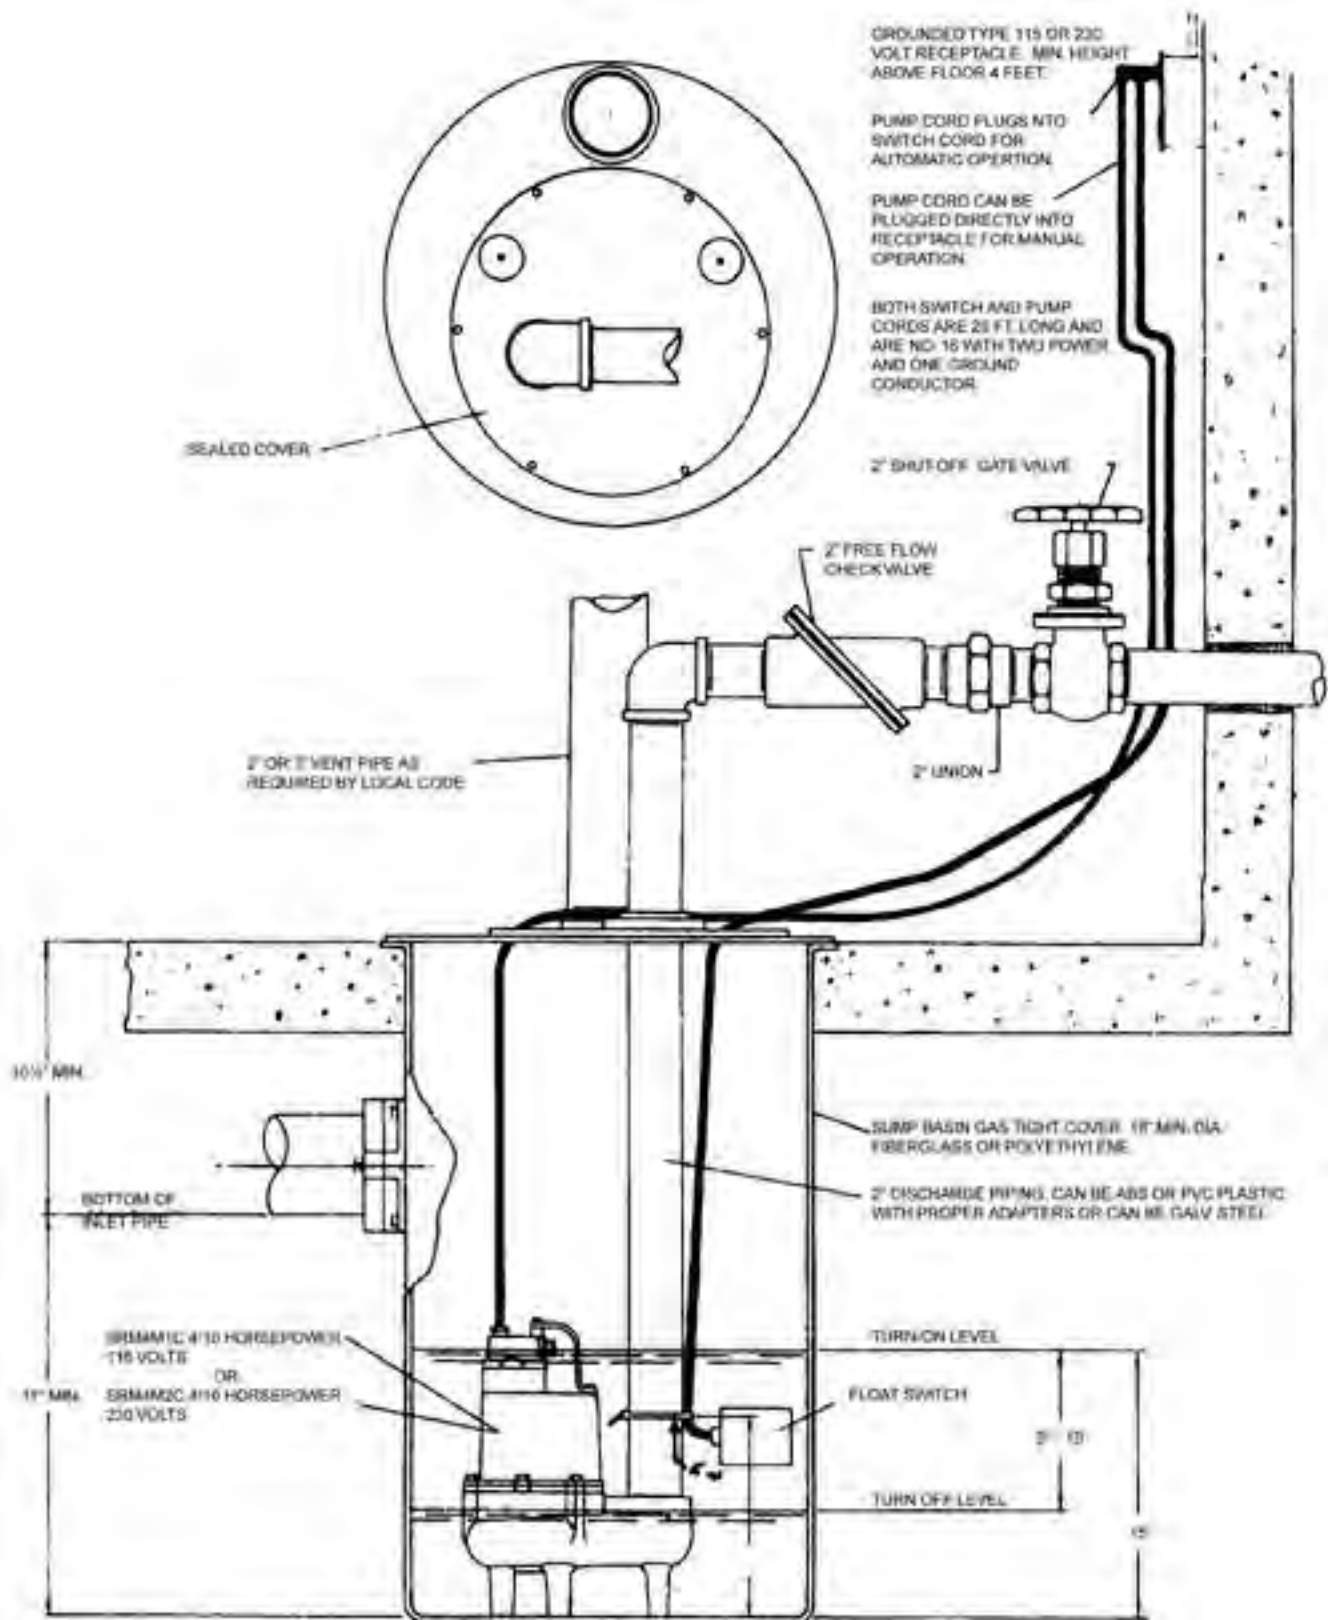 GROUNDED TYPE 115 OR 230
VOLT RECEPTACLE. MIN. HEIGHT
ABOVE FLOOR 4 FEET.
PUMP CORD PLUGS NTO
SWITCH CORD FOR
AUTOMATIC OPERTION.
PUMP CORD CAN BE
PLUGGED DIRECTLY INTO
RECEPTACLE FOR MANUAL
OPERATION.
BOTH SWITCH AND PUMP
CORDS ARE FT. LONG AND
ARE NO. 16 WITH TWO POWER
AND ONE GROUND
CONDUCTOR.
SEALED COVER
2" SHUT-OFF GATE VALVE
2" FREE FLOW
CHECK VALVE
2" OR VENT PIPE AS
REQUIRED BY LOCAL CODE
2" UNION
MIN.
SUMP BASIN GAS TIGHT COVER. MIN. DIA.
FIBERGLASS OR POLYETHYLENE.
BOTTOM OF
INLET PIPE
2" DISCHARGE PIPING. CAN BE ABS OR PVC PLASTIC
WITH PROPER ADAPTERS OR CAN BE GALV STEEL.
4/10 HORSEPOWER
VOLTS
OR
4/10 HORSEPOWER
230 VOLTS
MIN.
TURN-ON LEVEL
FLOAT SWITCH
TURN OFF LEVEL